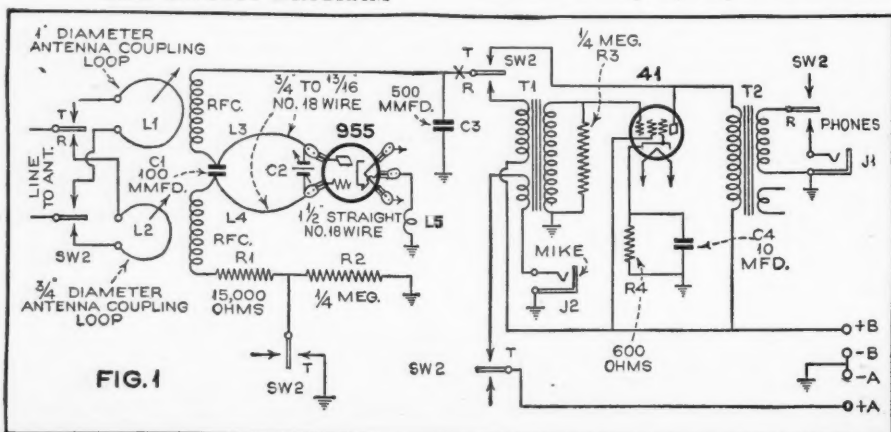 1" DIAMETER
ANTENNA COUPLING
LOOP
T
R
L1
LINE
TO ANT.
SW2
L2
3/4" DIAMETER
ANTENNA COUPLING
LOOP
RFC.
C1
100
MMFD.
RFC.
L3
L4
3/4" TO 13/16"
NO. 18 WIRE
C2
955
1 1/2" STRAIGHT
NO. 18 WIRE
L5
R1
15,000
OHMS
R2
1/4 MEG.
T
SW2
500
MMFD.
C3
T
X
R
SW2
T1
1/4 MEG.
R3
41
T2
SW2
R
PHONES
J1
MIKE
J2
R4
600
OHMS
C4
10
MFD.
SW2
T
+B
-B
-A
+A
FIG. 1